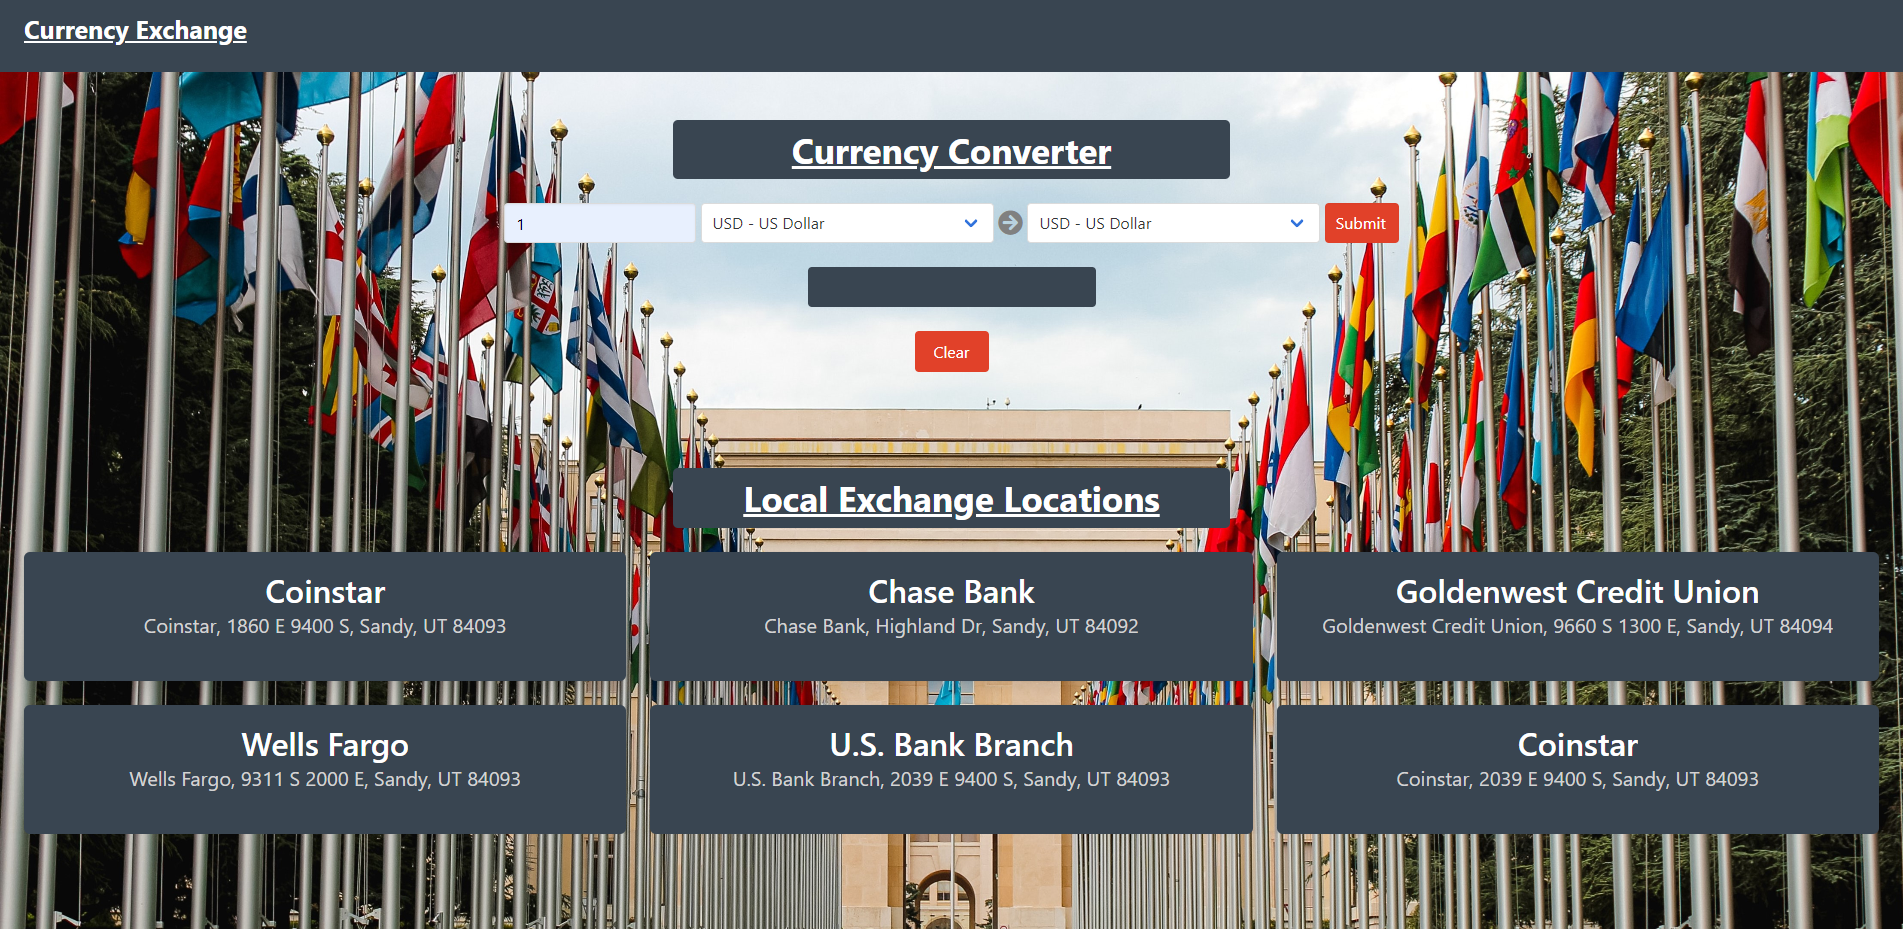 Currency Exchange
Currency Converter
1
USD - US Dollar
USD - US Dollar
Submit
Clear
Local Exchange Locations
Coinstar
Coinstar, 1860 E 9400 S, Sandy, UT 84093
Chase Bank
Chase Bank, Highland Dr, Sandy, UT 84092
Goldenwest Credit Union
Goldenwest Credit Union, 9660 S 1300 E, Sandy, UT 84094
Wells Fargo
Wells Fargo, 9311 S 2000 E, Sandy, UT 84093
U.S. Bank Branch
U.S. Bank Branch, 2039 E 9400 S, Sandy, UT 84093
Coinstar
Coinstar, 2039 E 9400 S, Sandy, UT 84093